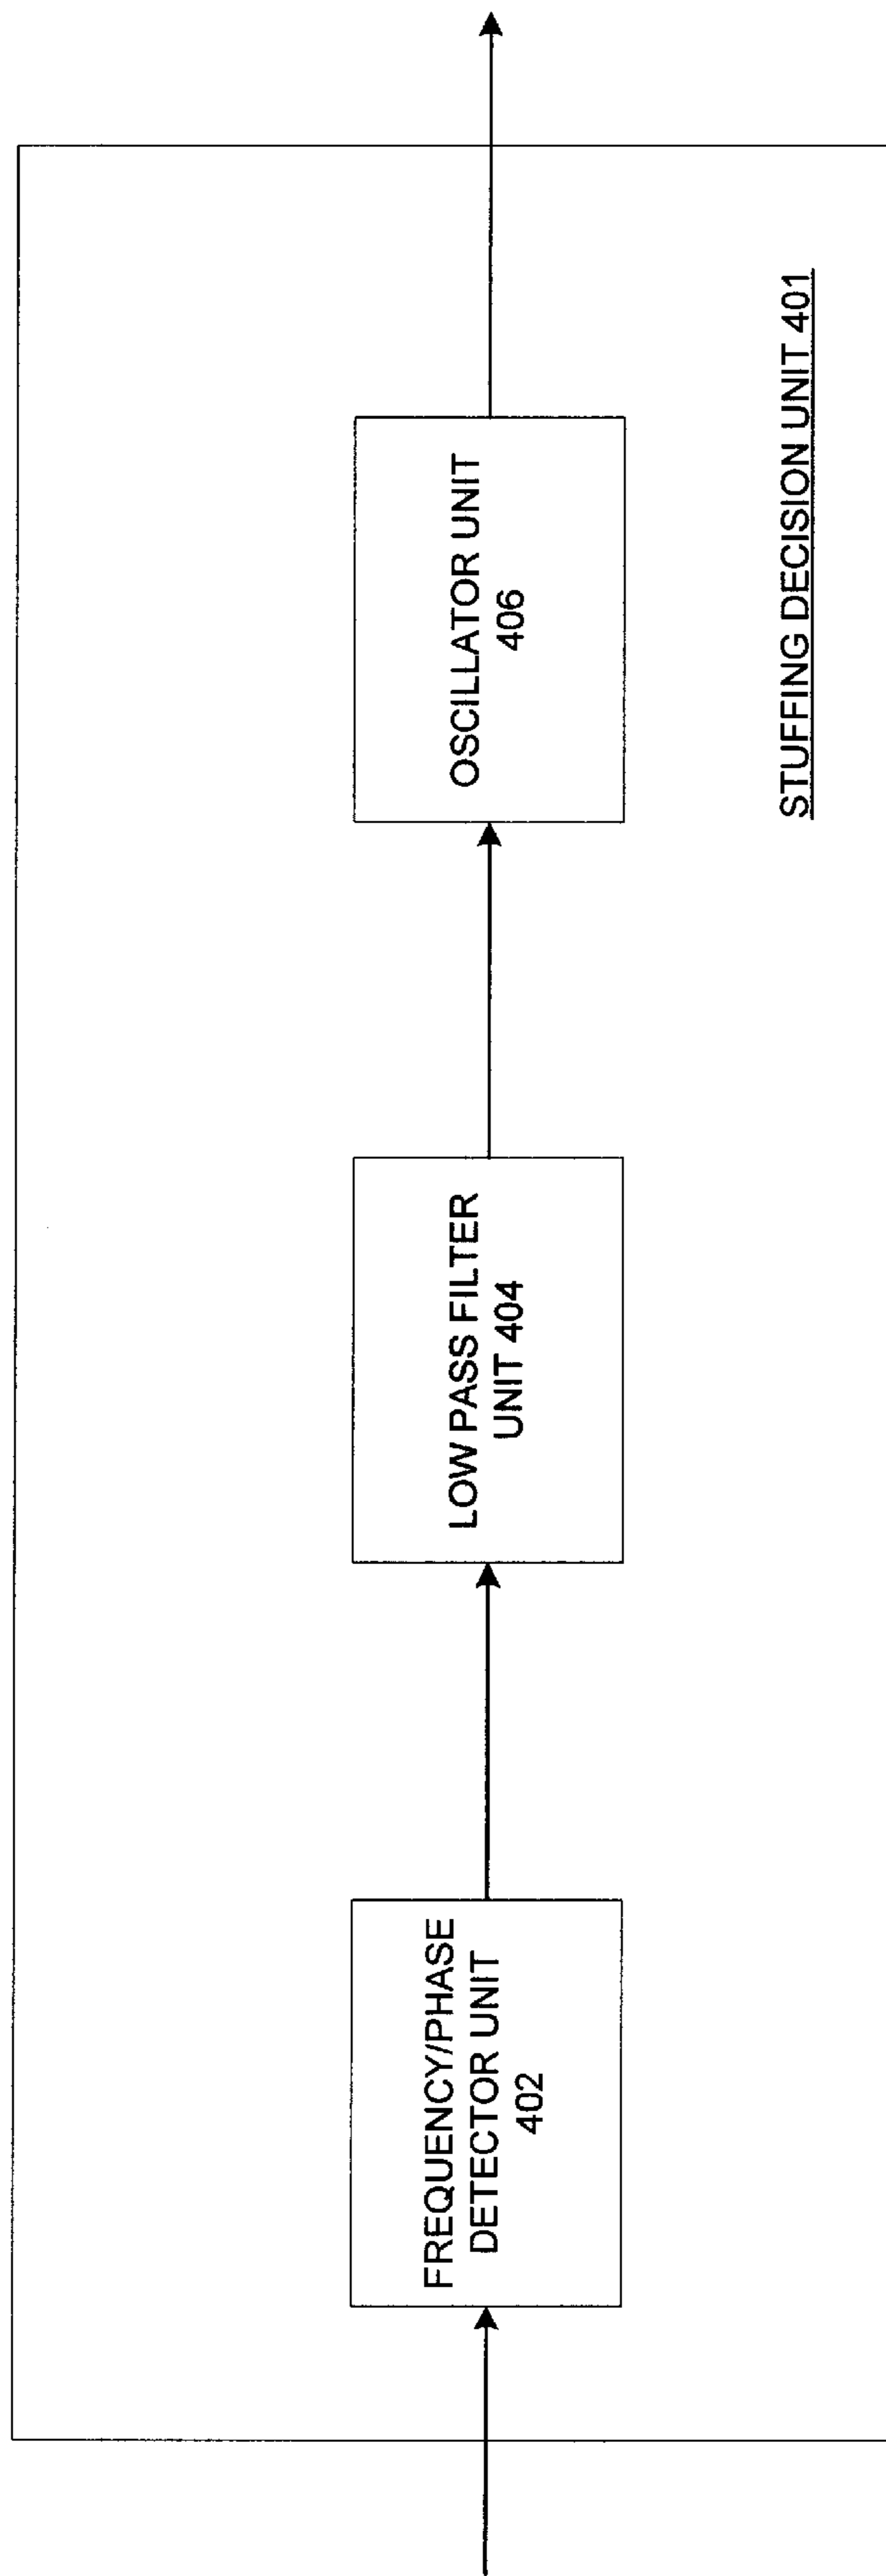 FREQUENCY/PHASE
DETECTOR UNIT
402
LOW PASS FILTER
UNIT 404
OSCILLATOR UNIT
406
STUFFING DECISION UNIT 401